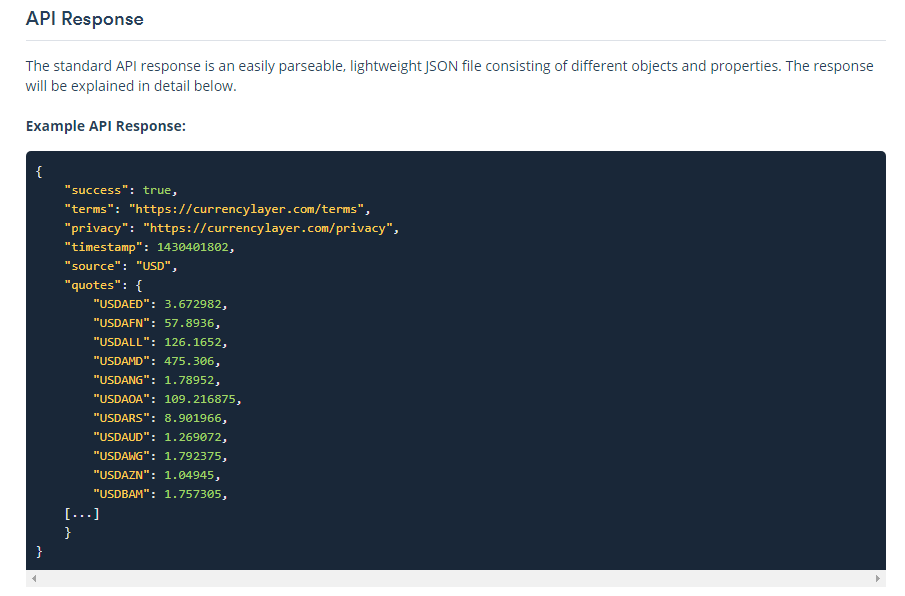 API Response
The standard API response is an easily parseable, lightweight JSON file consisting of different objects and properties. The response
will be explained in detail below.
Example API Response:
{
    "success": true,
    "terms": "https://currencylayer.com/terms",
    "privacy": "https://currencylayer.com/privacy",
    "timestamp": 1430401802,
    "source": "USD",
    "quotes": {
        "USDAED": 3.672982,
        "USDAFN": 57.8936,
        "USDALL": 126.1652,
        "USDAMD": 475.306,
        "USDANG": 1.78952,
        "USDAOA": 109.216875,
        "USDARS": 8.901966,
        "USDAUD": 1.269072,
        "USDAWG": 1.792375,
        "USDAZN": 1.04945,
        "USDBAM": 1.757305,
    [...]
    }
}